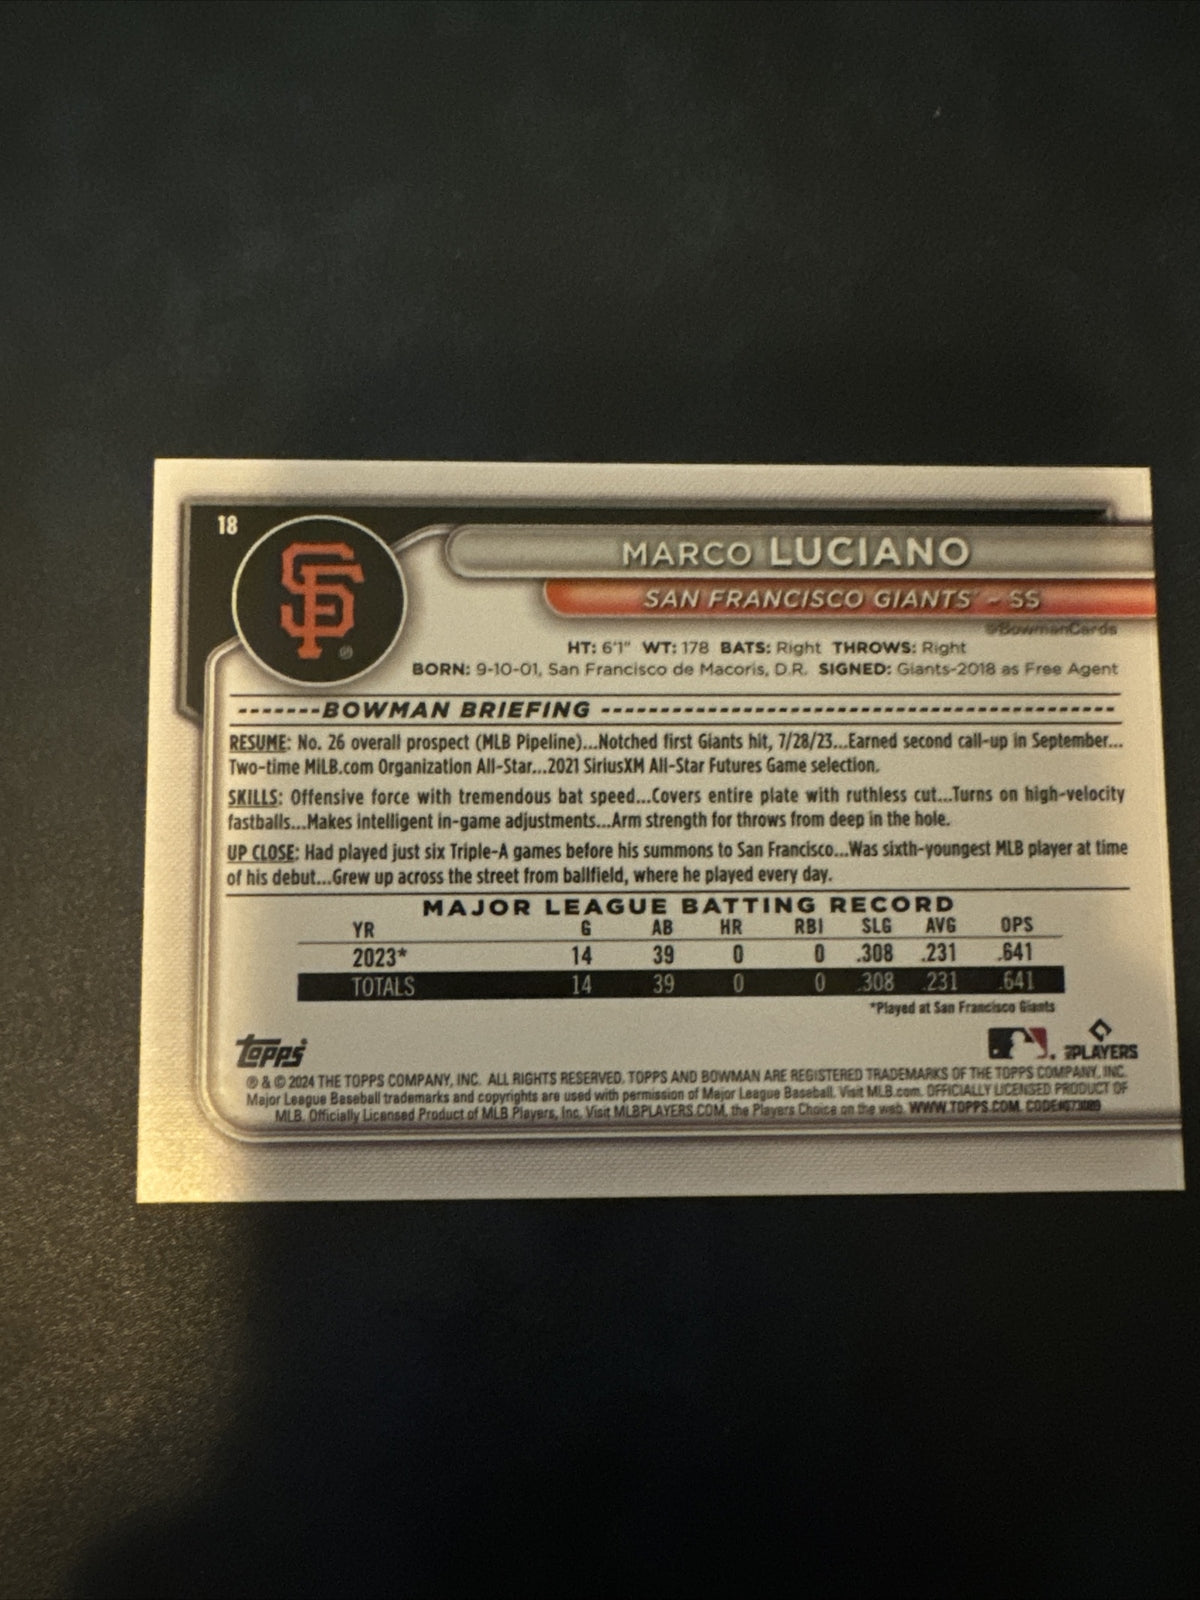 18
SF
®
MARCO LUCIANO
SAN FRANCISCO GIANTS® - SS
@BowmanCards
HT: 6'1" WT: 178 BATS: Right THROWS: Right
BORN: 9-10-01, San Francisco de Macoris, D.R. SIGNED: Giants-2018 as Free Agent
-------BOWMAN BRIEFING ---------------------------------------------
RESUME: No. 26 overall prospect (MLB Pipeline)...Notched first Giants hit, 7/28/23...Earned second call-up in September...
Two-time MiLB.com Organization All-Star...2021 SiriusXM All-Star Futures Game selection.
SKILLS: Offensive force with tremendous bat speed...Covers entire plate with ruthless cut...Turns on high-velocity
fastballs...Makes intelligent in-game adjustments...Arm strength for throws from deep in the hole.
UP CLOSE: Had played just six Triple-A games before his summons to San Francisco...Was sixth-youngest MLB player at time
of his debut...Grew up across the street from ballfield, where he played every day.
MAJOR LEAGUE BATTING RECORD
YR G AB HR RBI SLG AVG OPS
2023* 14 39 0 0 .308 .231 .641
TOTALS 14 39 0 0 .308 .231 .641
*Played at San Francisco Giants
Topps PLAYERS
® & © 2024 THE TOPPS COMPANY, INC. ALL RIGHTS RESERVED. TOPPS AND BOWMAN ARE REGISTERED TRADEMARKS OF THE TOPPS COMPANY, INC.
Major League Baseball trademarks and copyrights are used with permission of Major League Baseball. Visit MLB.com. OFFICIALLY LICENSED PRODUCT OF
MLB. Officially Licensed Product of MLB Players, Inc. Visit MLBPLAYERS.COM, the Players Choice on the web. WWW.TOPPS.COM.